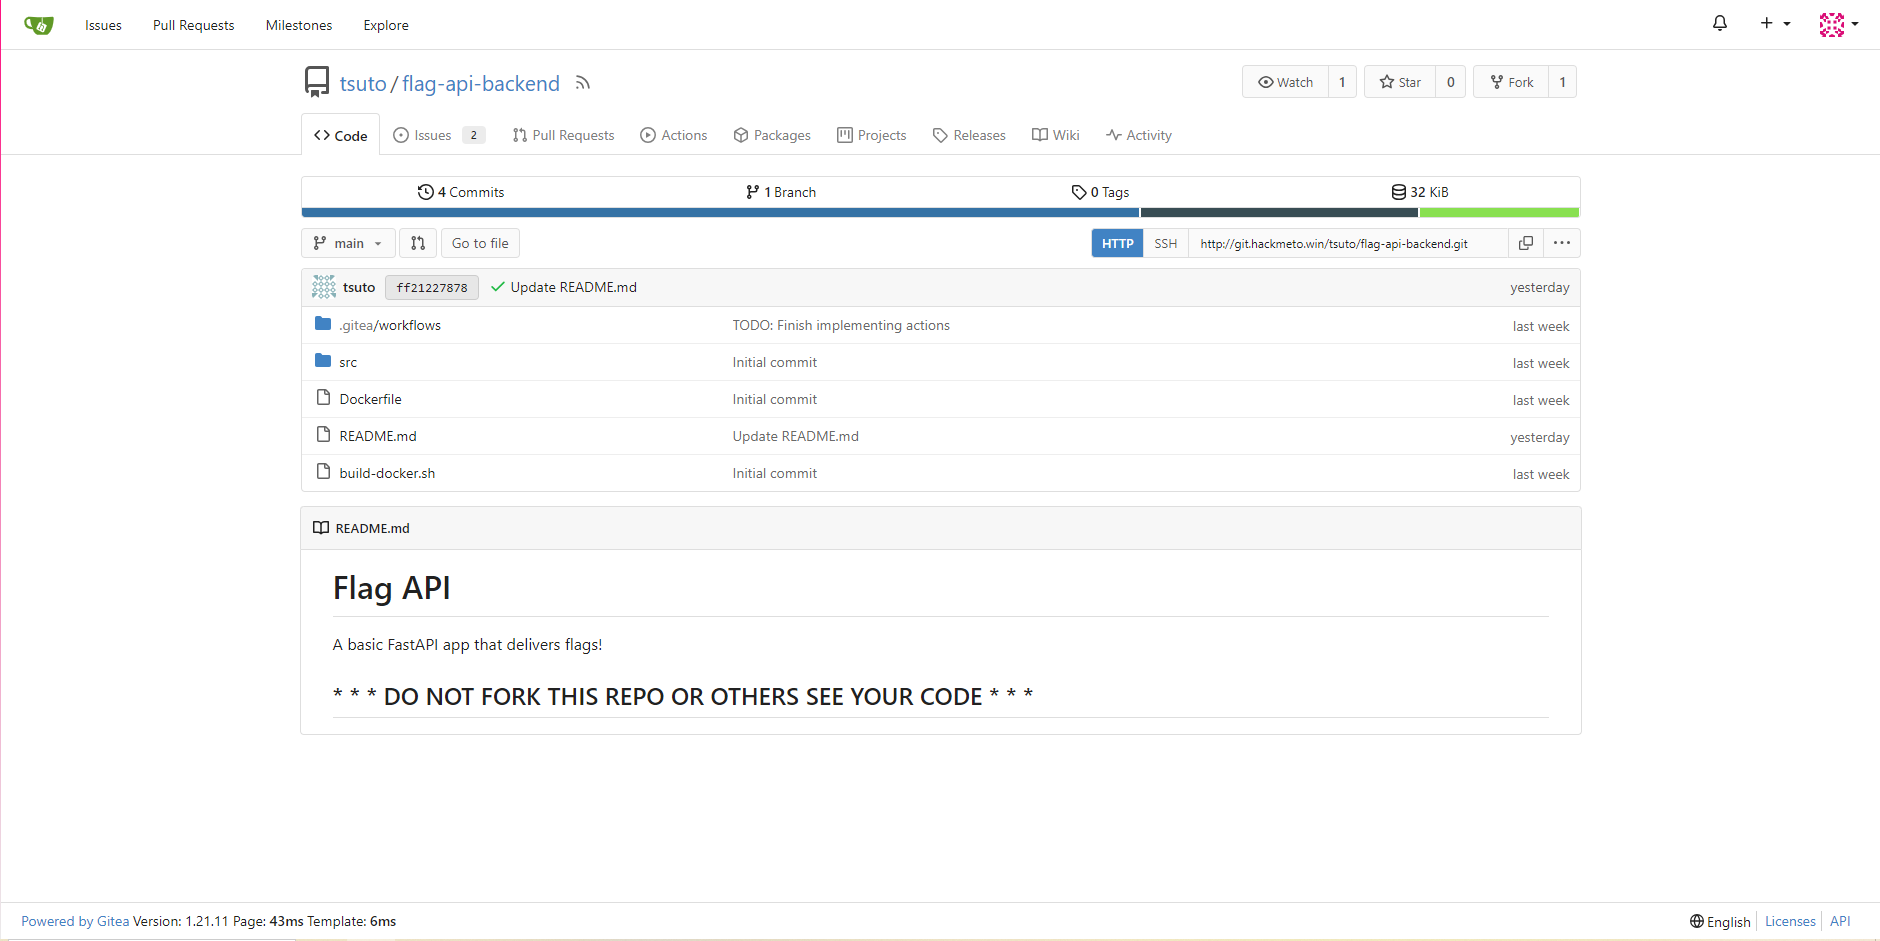 Issues Pull Requests Milestones Explore
tsuto/flag-api-backend Watch 1 Star 0 Fork 1
Code Issues 2 Pull Requests Actions Packages Projects Releases Wiki Activity
4 Commits 1 Branch 0 Tags 32 KiB
main Go to file HTTP SSH http://git.hackmeto.win/tsuto/flag-api-backend.git
tsuto ff21227878 Update README.md yesterday
.gitea/workflows TODO: Finish implementing actions last week
src Initial commit last week
Dockerfile Initial commit last week
README.md Update README.md yesterday
build-docker.sh Initial commit last week
README.md
Flag API
A basic FastAPI app that delivers flags!
* * * DO NOT FORK THIS REPO OR OTHERS SEE YOUR CODE * * *
Powered by Gitea Version: 1.21.11 Page: 43ms Template: 6ms English Licenses API